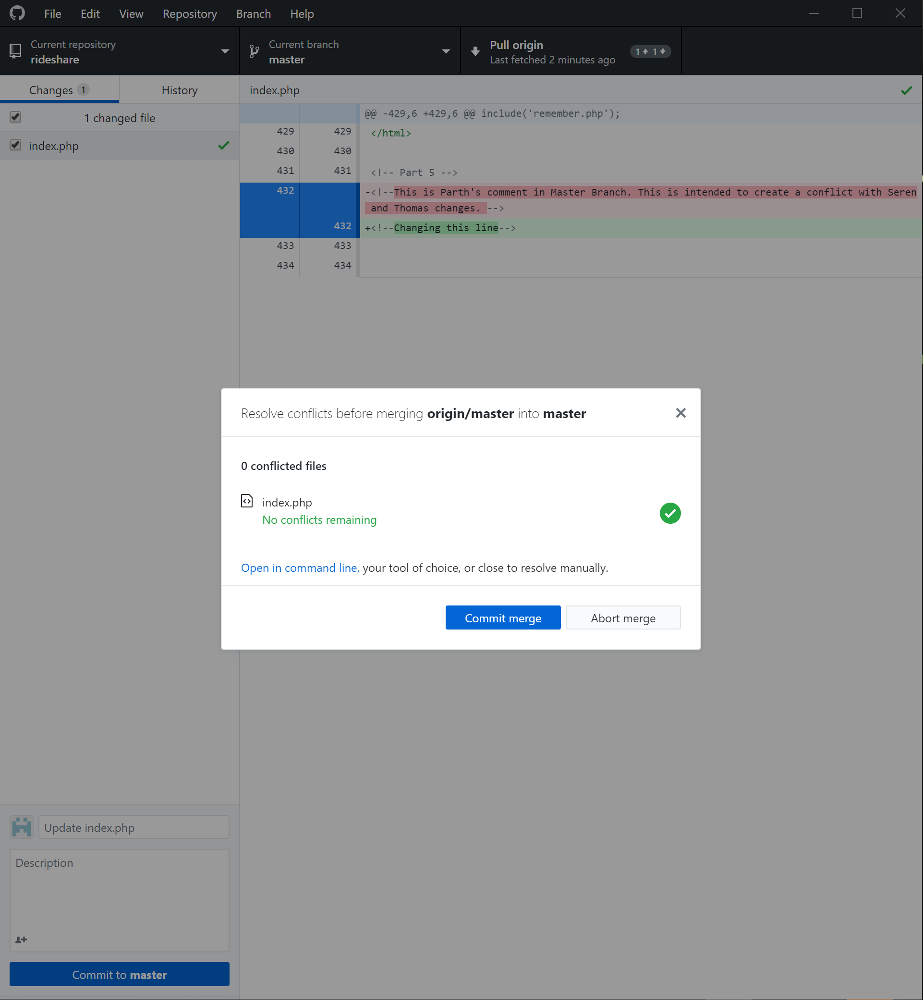 File Edit View Repository Branch Help
Current repository
rideshare
Current branch
master
Pull origin
Last fetched 2 minutes ago
1 1
Changes 1
History
index.php
1 changed file
index.php
@@ -429,6 +429,6 @@ include('remember.php');
429 429 </html>
430 430
431 431 <!-- Part 5 -->
432 -<!--This is Parth's comment in Master Branch. This is intended to create a conflict with Seren
and Thomas changes. -->
432 +<!--Changing this line-->
433 433
434 434
Resolve conflicts before merging origin/master into master
0 conflicted files
index.php
No conflicts remaining
Open in command line, your tool of choice, or close to resolve manually.
Commit merge
Abort merge
Update index.php
Description
Commit to master